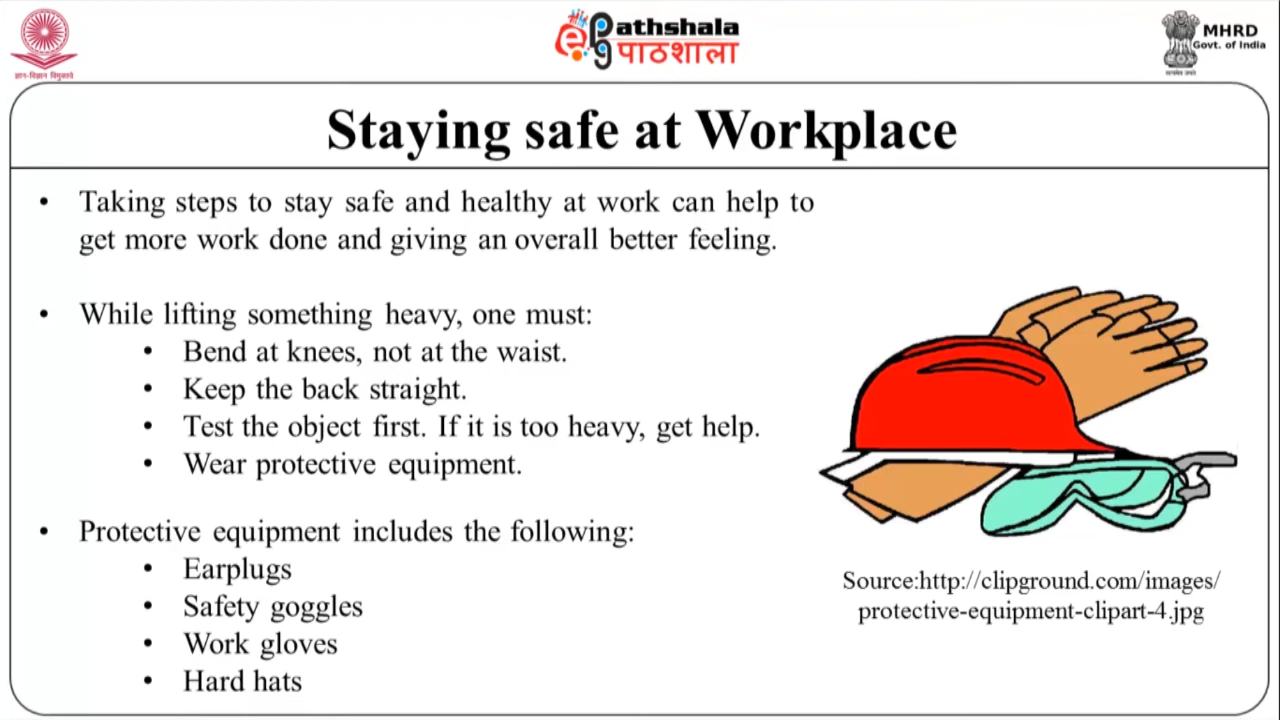 ज्ञान-विज्ञान विमुक्तये
ePathshala
पाठशाला
MHRD
Govt. of India
सत्यमेव जयते
Staying safe at Workplace
• Taking steps to stay safe and healthy at work can help to
get more work done and giving an overall better feeling.
• While lifting something heavy, one must:
• Bend at knees, not at the waist.
• Keep the back straight.
• Test the object first. If it is too heavy, get help.
• Wear protective equipment.
• Protective equipment includes the following:
• Earplugs
• Safety goggles
• Work gloves
• Hard hats
Source:http://clipground.com/images/
protective-equipment-clipart-4.jpg